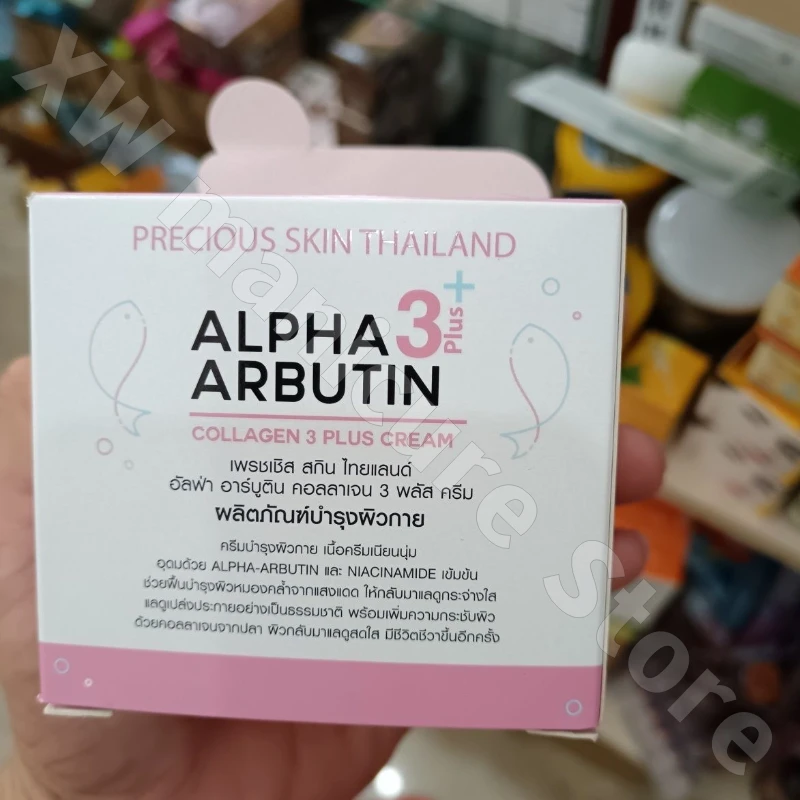 PRECIOUS SKIN THAILAND
ALPHA 3 Plus+
ARBUTIN
COLLAGEN 3 PLUS CREAM
เพรชเชิส สกิน ไทยแลนด์
อัลฟ่า อาร์บูติน คอลลาเจน 3 พลัส ครีม
ผลิตภัณฑ์บำรุงผิวกาย
ครีมบำรุงผิวกาย เนื้อครีมเนียนนุ่ม
อุดมด้วย ALPHA-ARBUTIN และ NIACINAMIDE เข้มข้น
ช่วยฟื้นบำรุงผิวหมองคล้ำจากแสงแดด ให้กลับมาแลดูกระจ่างใส
แลดูเปล่งประกายอย่างเป็นธรรมชาติ พร้อมเพิ่มความกระชับผิว
ด้วยคอลลาเจนจากปลา ผิวกลับมาแลดูสดใส มีชีวิตชีวาขึ้นอีกครั้ง
xw manicure Store